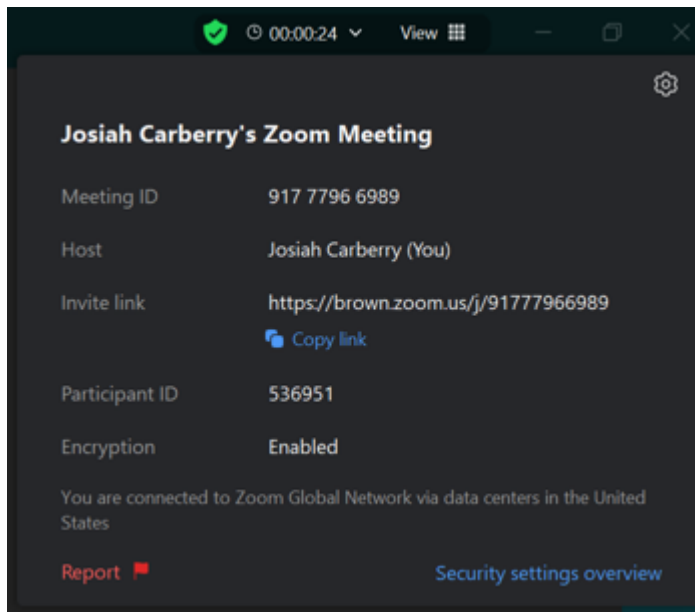 00:00:24 View
Josiah Carberry's Zoom Meeting
Meeting ID 917 7796 6989
Host Josiah Carberry (You)
Invite link https://brown.zoom.us/j/91777966989
Copy link
Participant ID 536951
Encryption Enabled
You are connected to Zoom Global Network via data centers in the United
States
Report Security settings overview